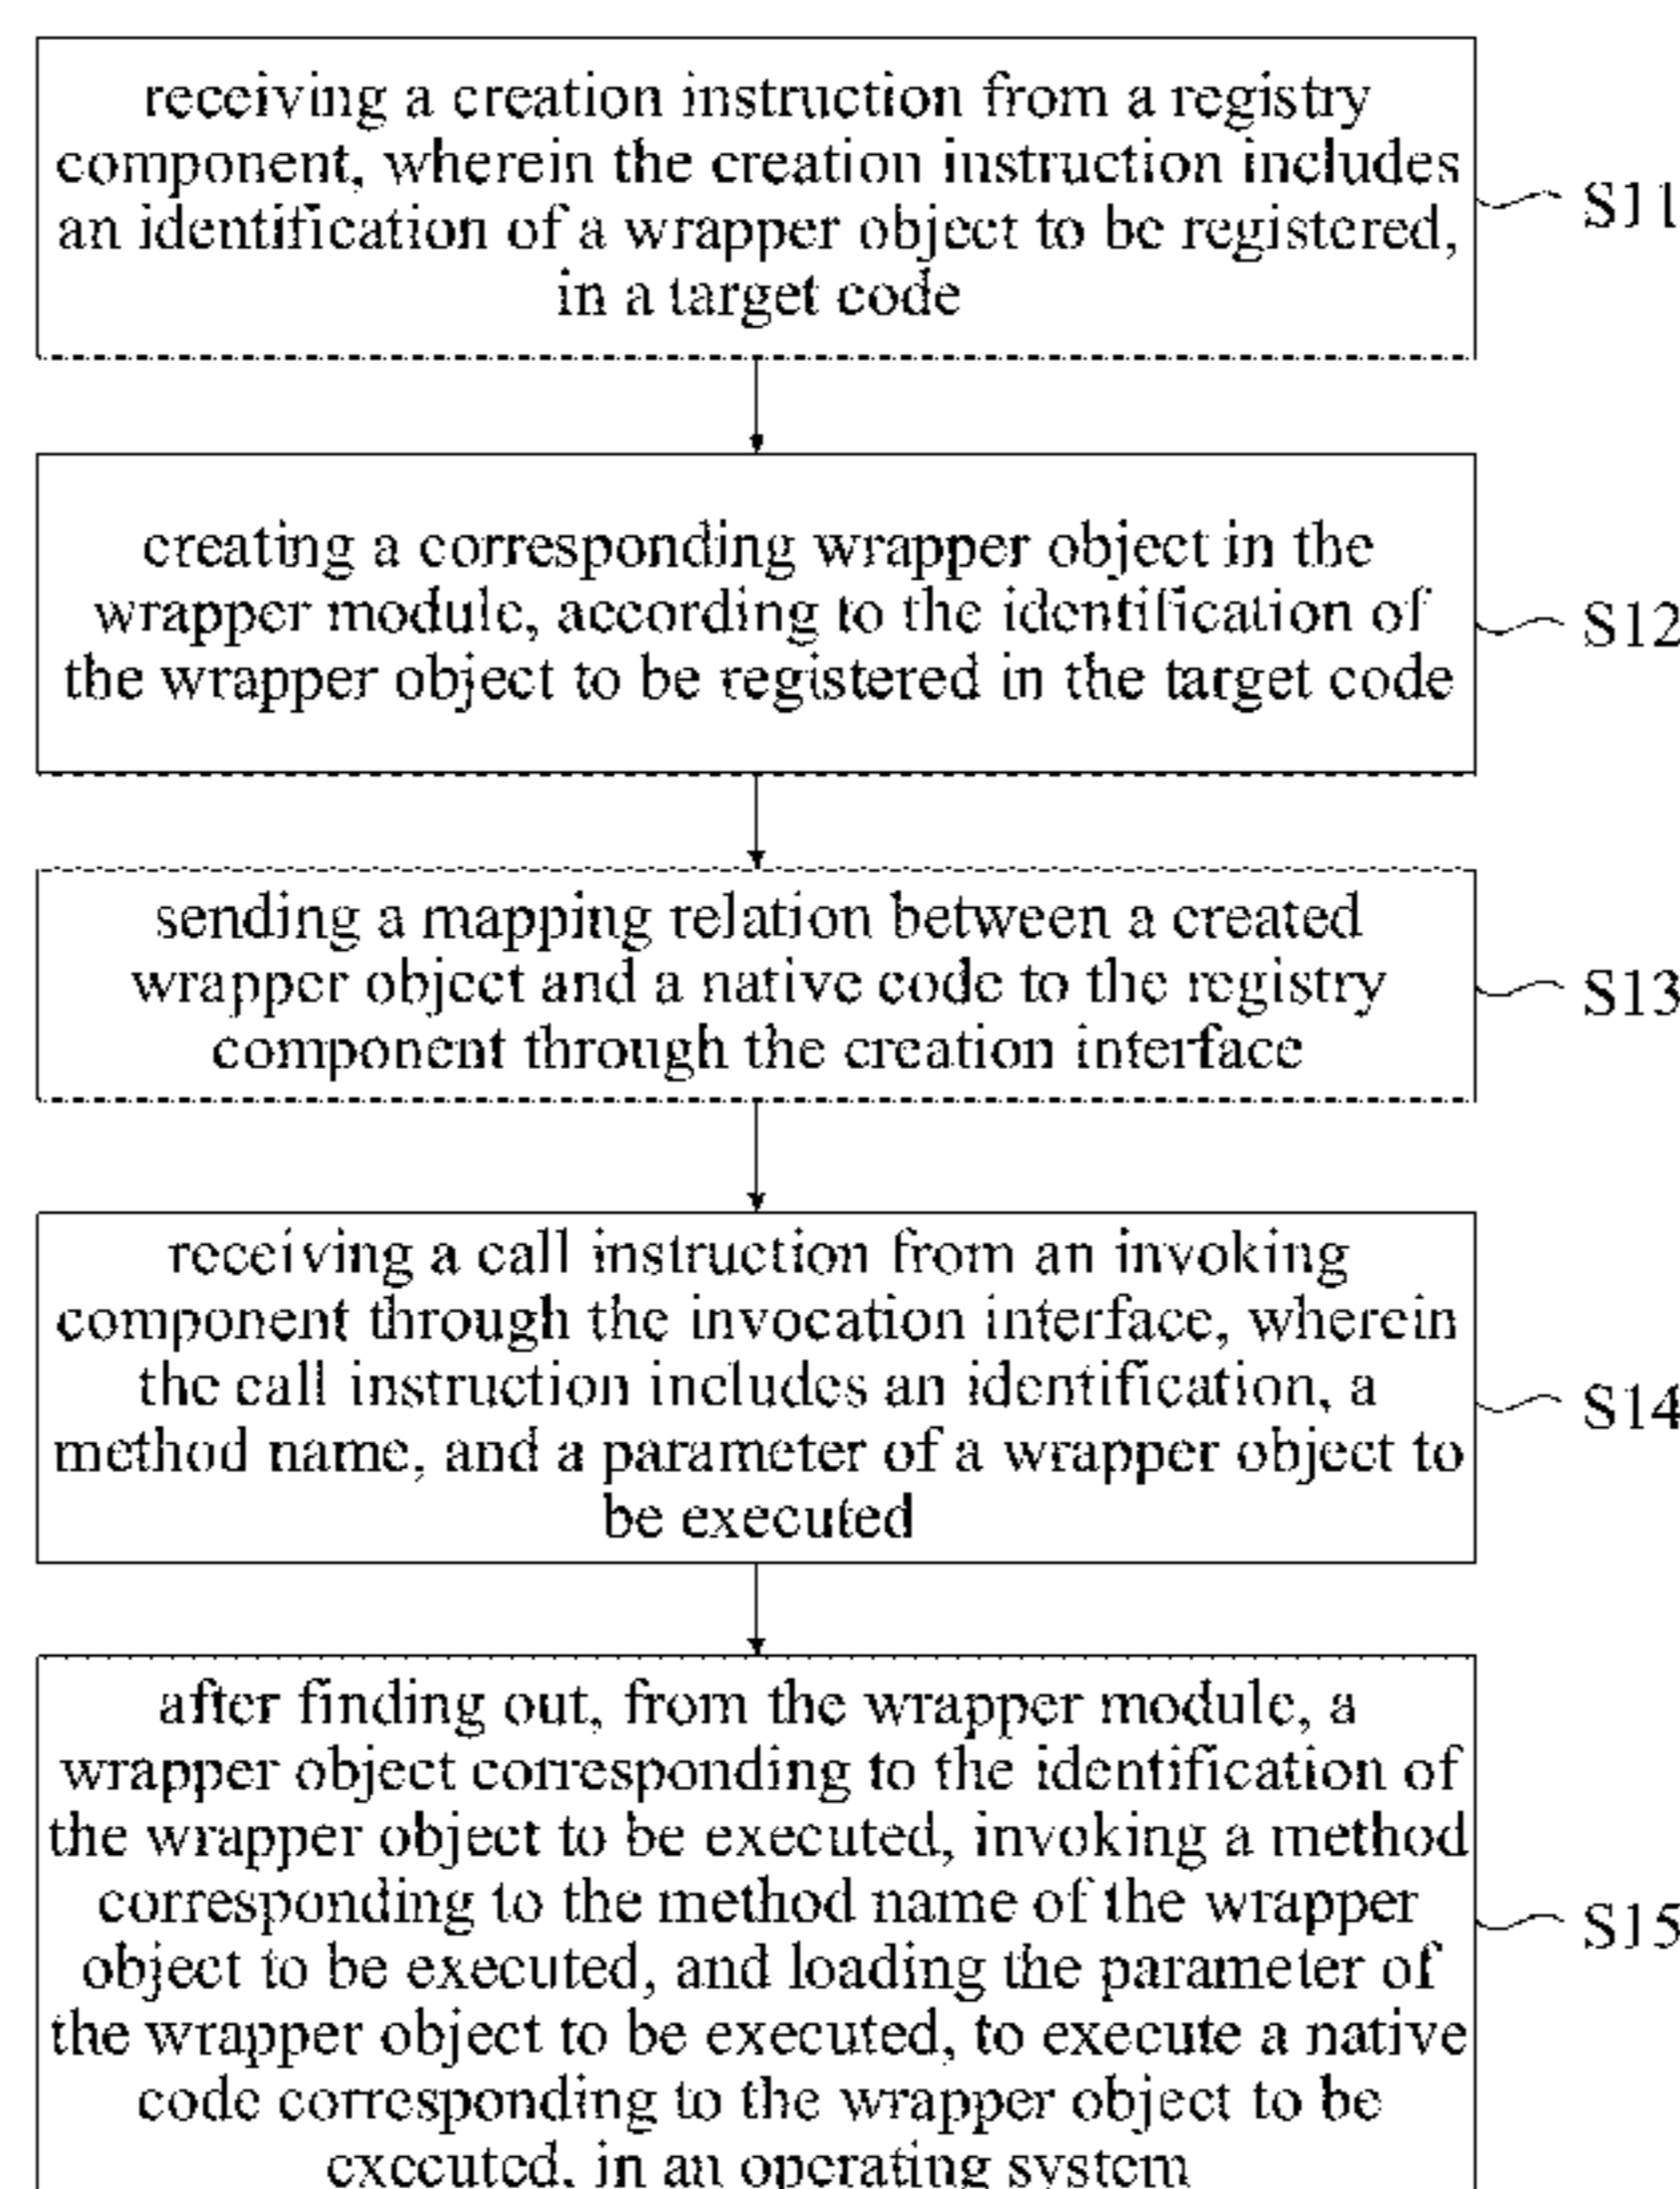 receiving a creation instruction from a registry
component, wherein the creation instruction includes
an identification of a wrapper object to be registered,
in a target code
S11
creating a corresponding wrapper object in the
wrapper module, according to the identification of
the wrapper object to be registered in the target code
S12
sending a mapping relation between a created
wrapper object and a native code to the registry
component through the creation interface
S13
receiving a call instruction from an invoking
component through the invocation interface, wherein
the call instruction includes an identification, a
method name, and a parameter of a wrapper object to
be executed
S14
after finding out, from the wrapper module, a
wrapper object corresponding to the identification of
the wrapper object to be executed, invoking a method
corresponding to the method name of the wrapper
object to be executed, and loading the parameter of
the wrapper object to be executed, to execute a native
code corresponding to the wrapper object to be
executed, in an operating system
S15